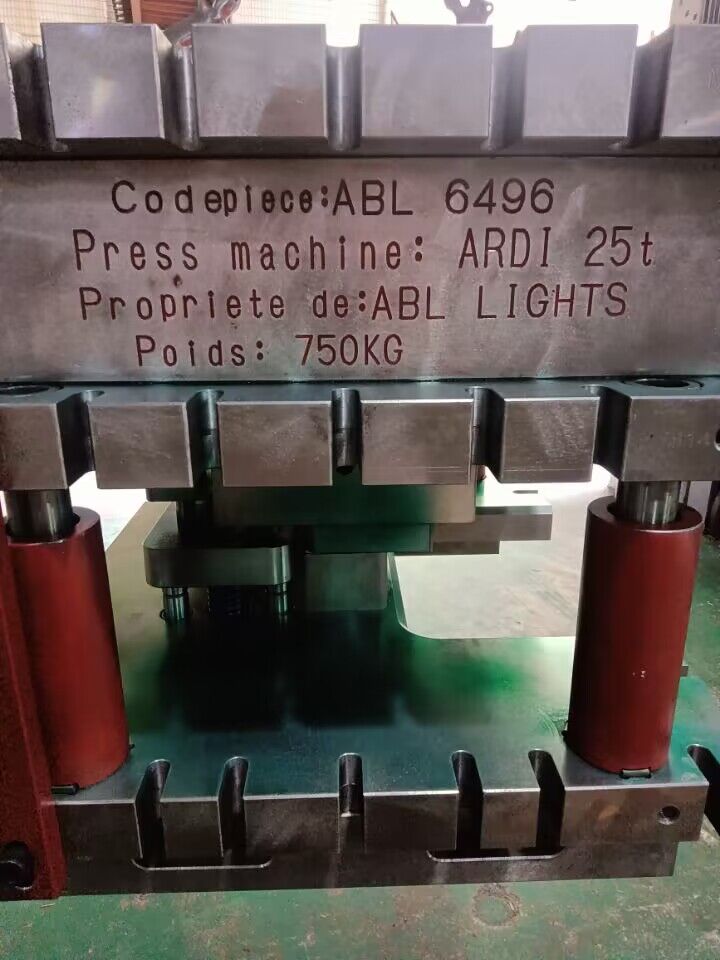 Codepiece:ABL 6496
Press machine: ARDI 25t
Propriete de:ABL LIGHTS
Poids: 750KG